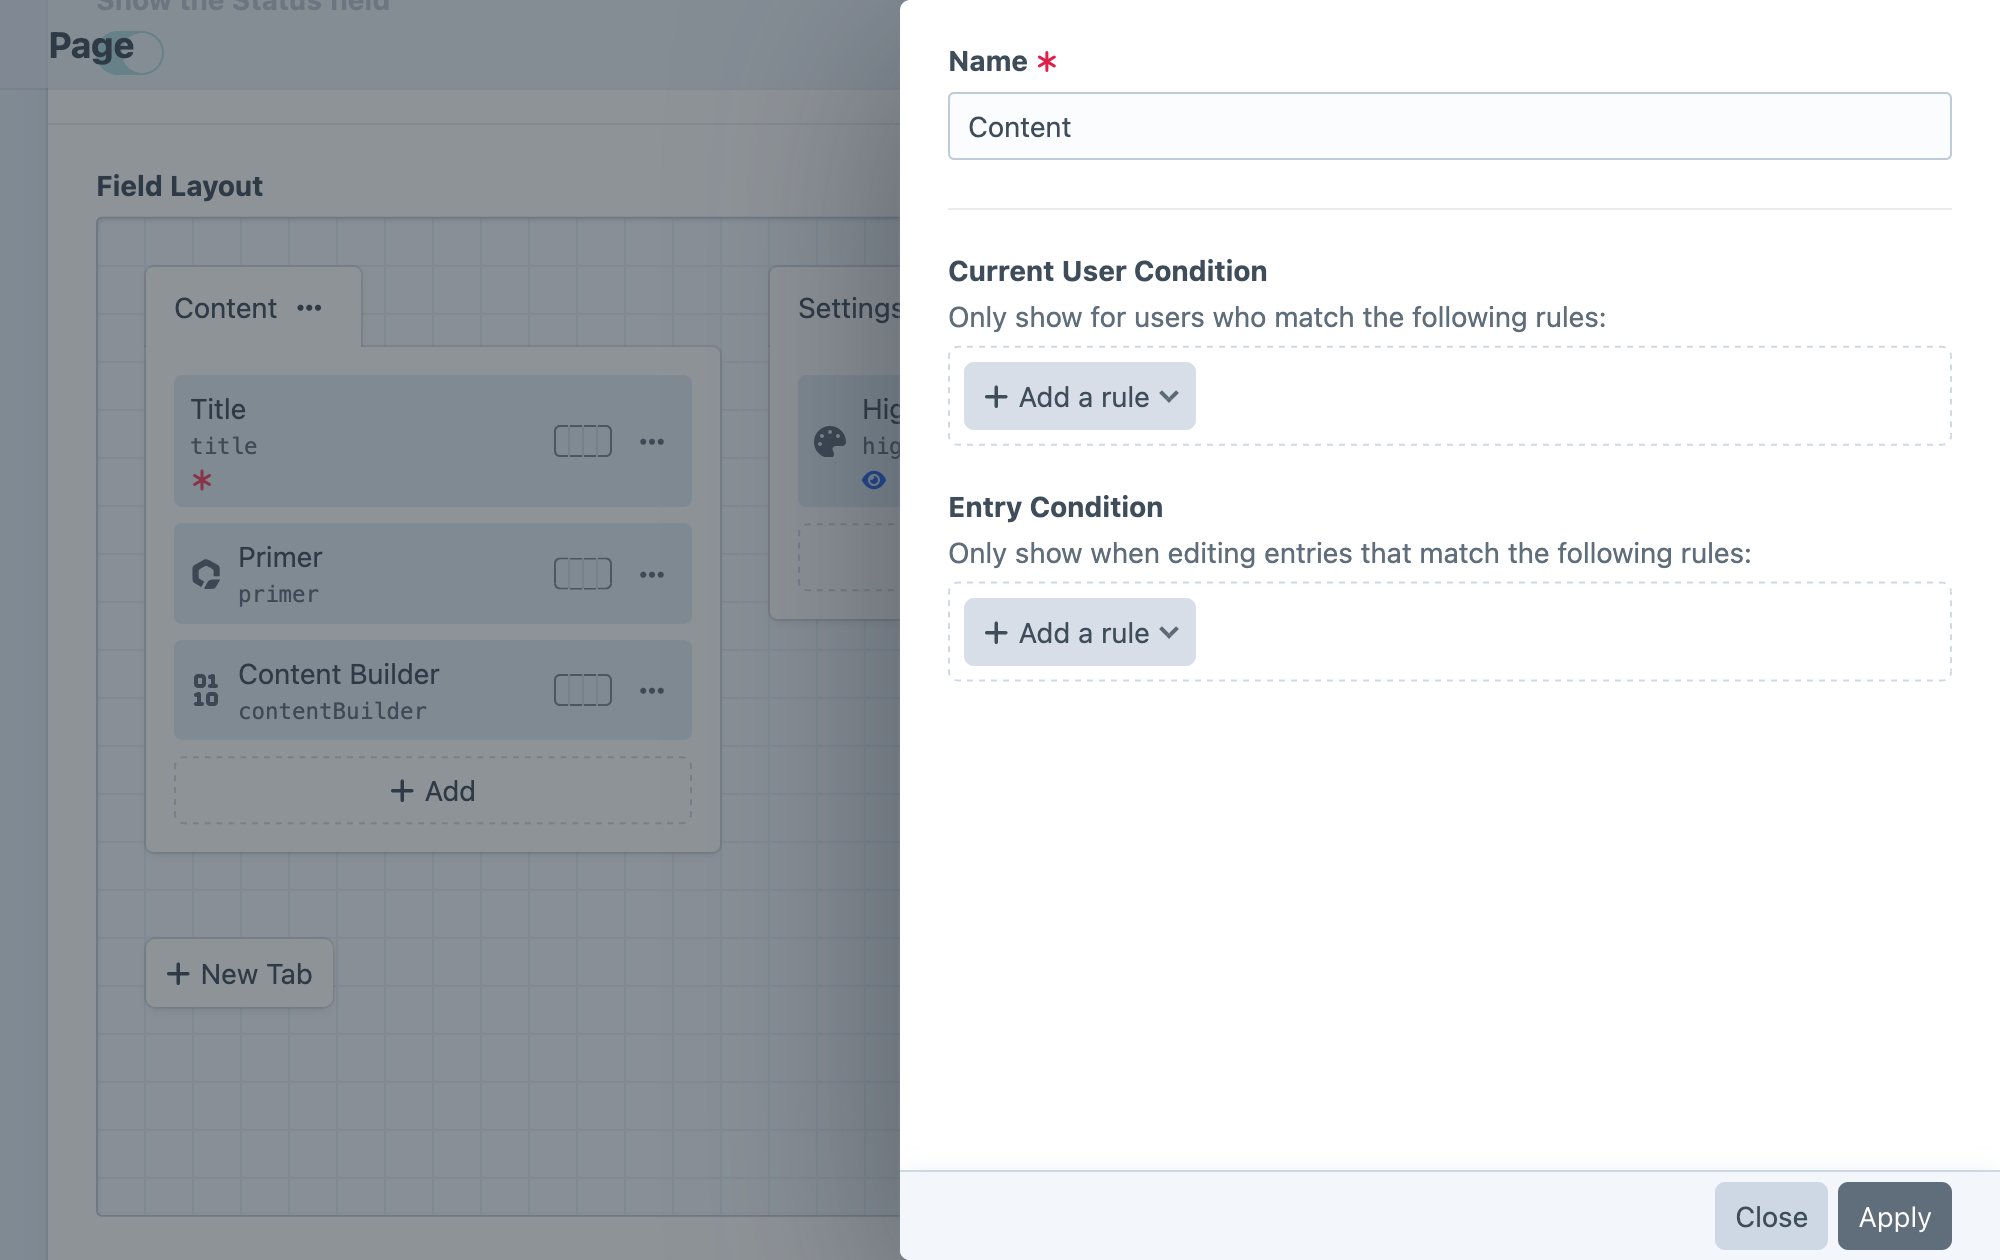 Show the Status field
Page
Field Layout
Content
Title
title
Primer
primer
Content Builder
contentBuilder
+ Add
+ New Tab
Settings
Name *
Content
Current User Condition
Only show for users who match the following rules:
+ Add a rule
Entry Condition
Only show when editing entries that match the following rules:
+ Add a rule
Close
Apply